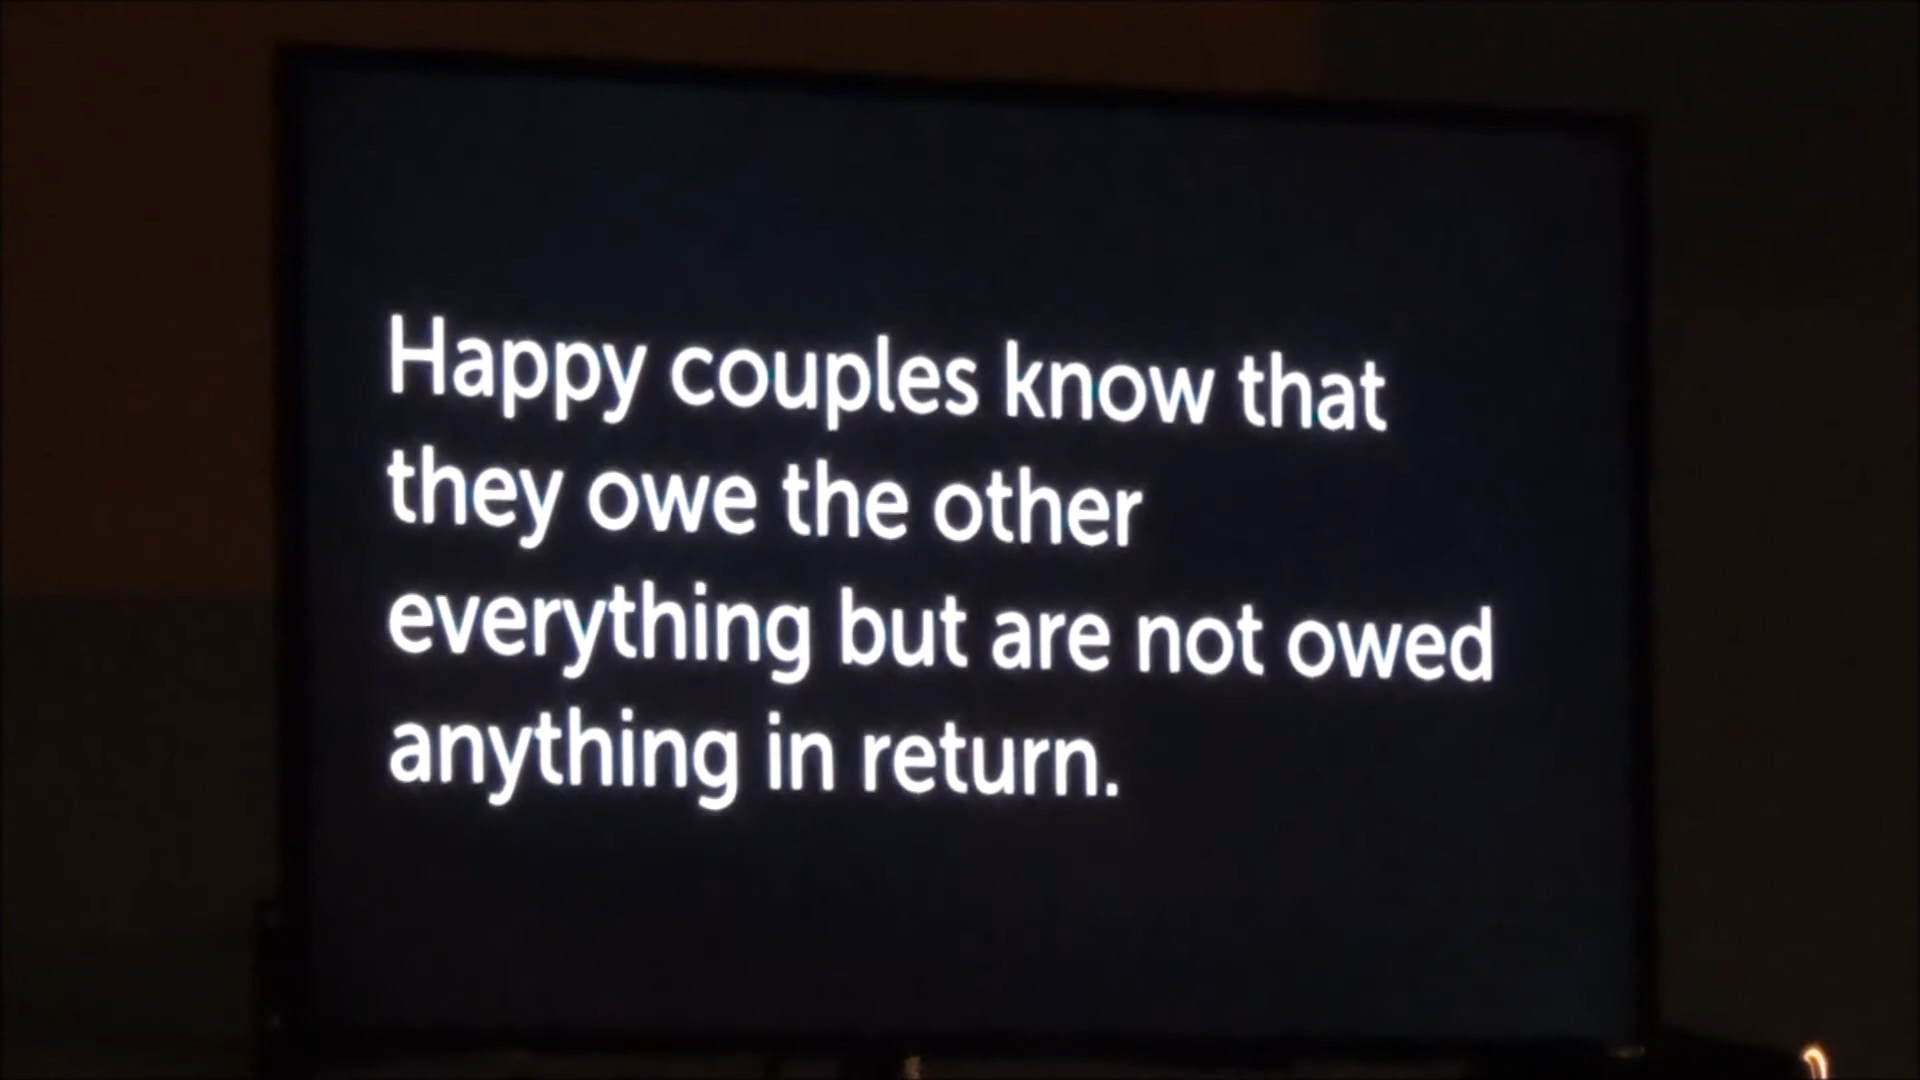 Happy couples know that
they owe the other
everything but are not owed
anything in return.